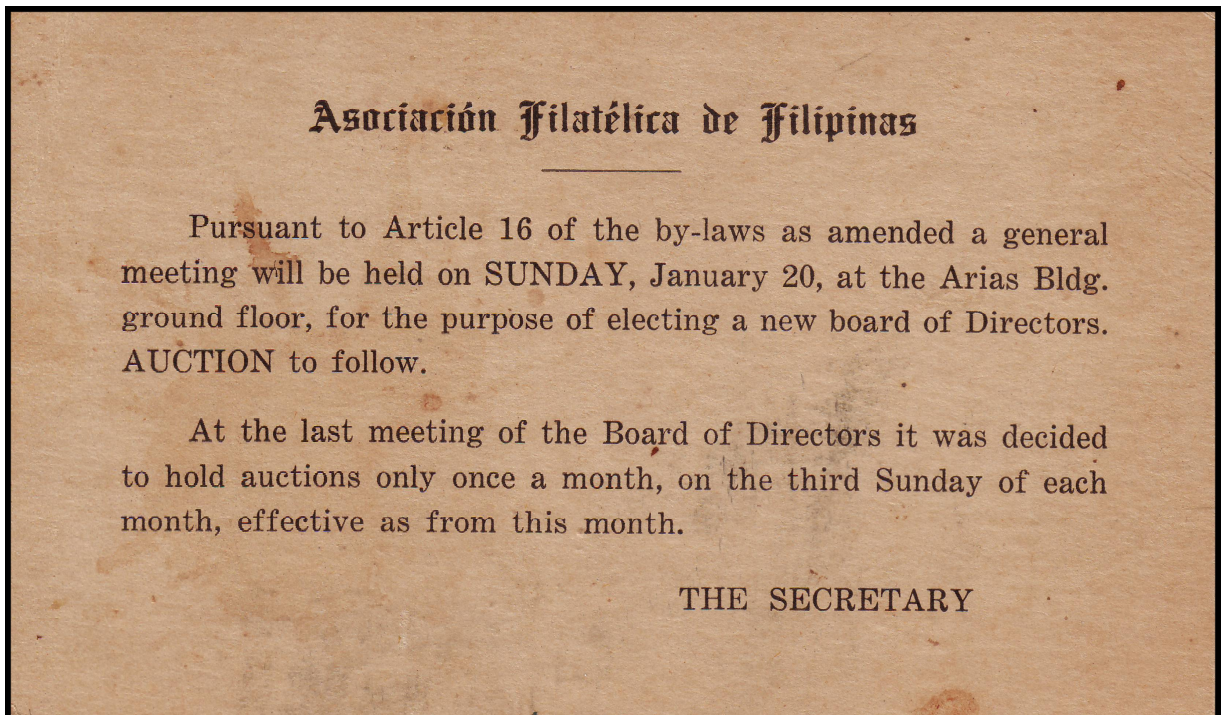 Asociación Filatélica de Filipinas
Pursuant to Article 16 of the by-laws as amended a general
meeting will be held on SUNDAY, January 20, at the Arias Bldg.
ground floor, for the purpose of electing a new board of Directors.
AUCTION to follow.
At the last meeting of the Board of Directors it was decided
to hold auctions only once a month, on the third Sunday of each
month, effective as from this month.
THE SECRETARY